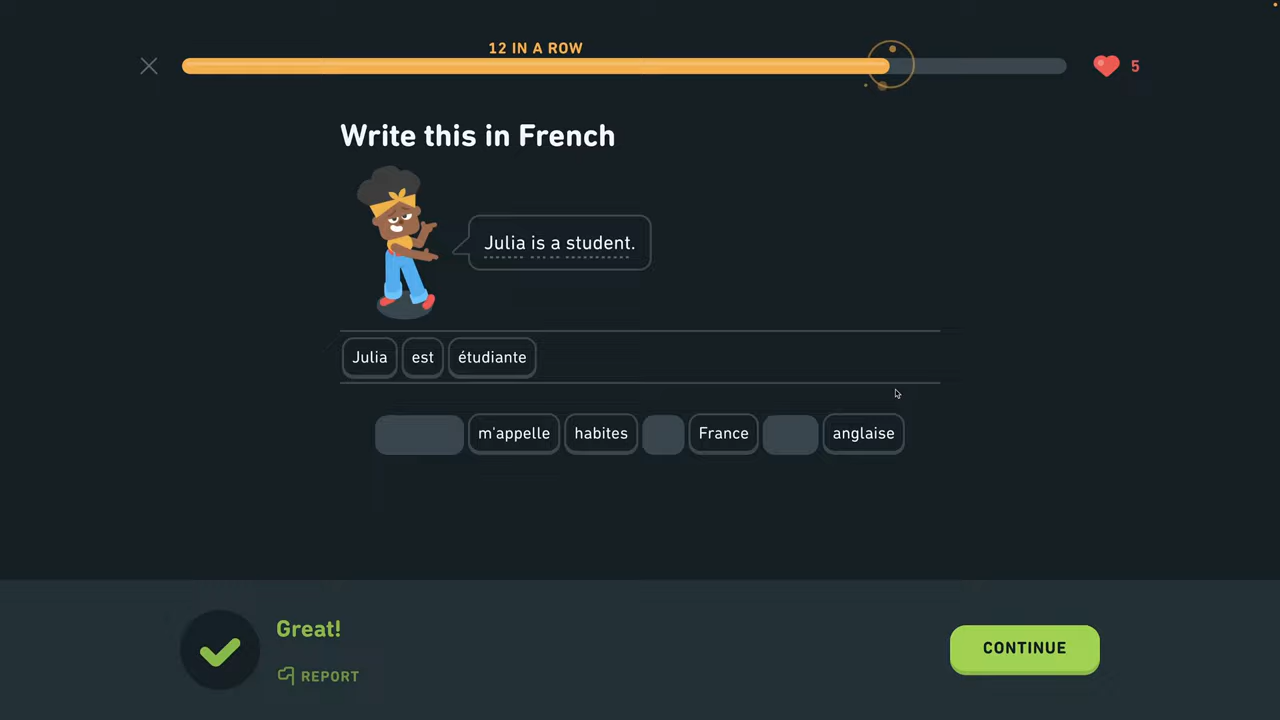 12 IN A ROW
5
Write this in French
Julia is a student.
Julia est étudiante
m'appelle habites France anglaise
Great!
REPORT
CONTINUE